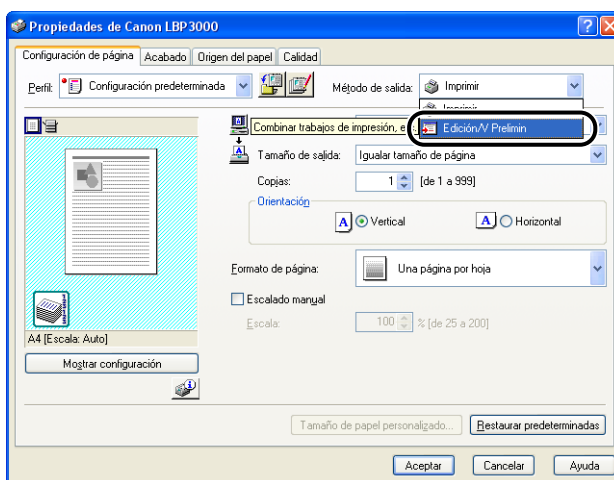 Propiedades de Canon LBP3000
Configuración de página Acabado Origen del papel Calidad
Perfil: Configuración predeterminada Método de salida: Imprimir
Imprimir
Combinar trabajos de impresión, e Edición/V Prelimin
Tamaño de salida: Igualar tamaño de página
Copias: 1 [de 1 a 999]
Orientación
A Vertical A Horizontal
Formato de página: Una página por hoja
Escalado manual
Escala: 100 % [de 25 a 200]
A4 [Escala: Auto]
Mostrar configuración
Tamaño de papel personalizado... Restaurar predeterminadas
Aceptar Cancelar Ayuda